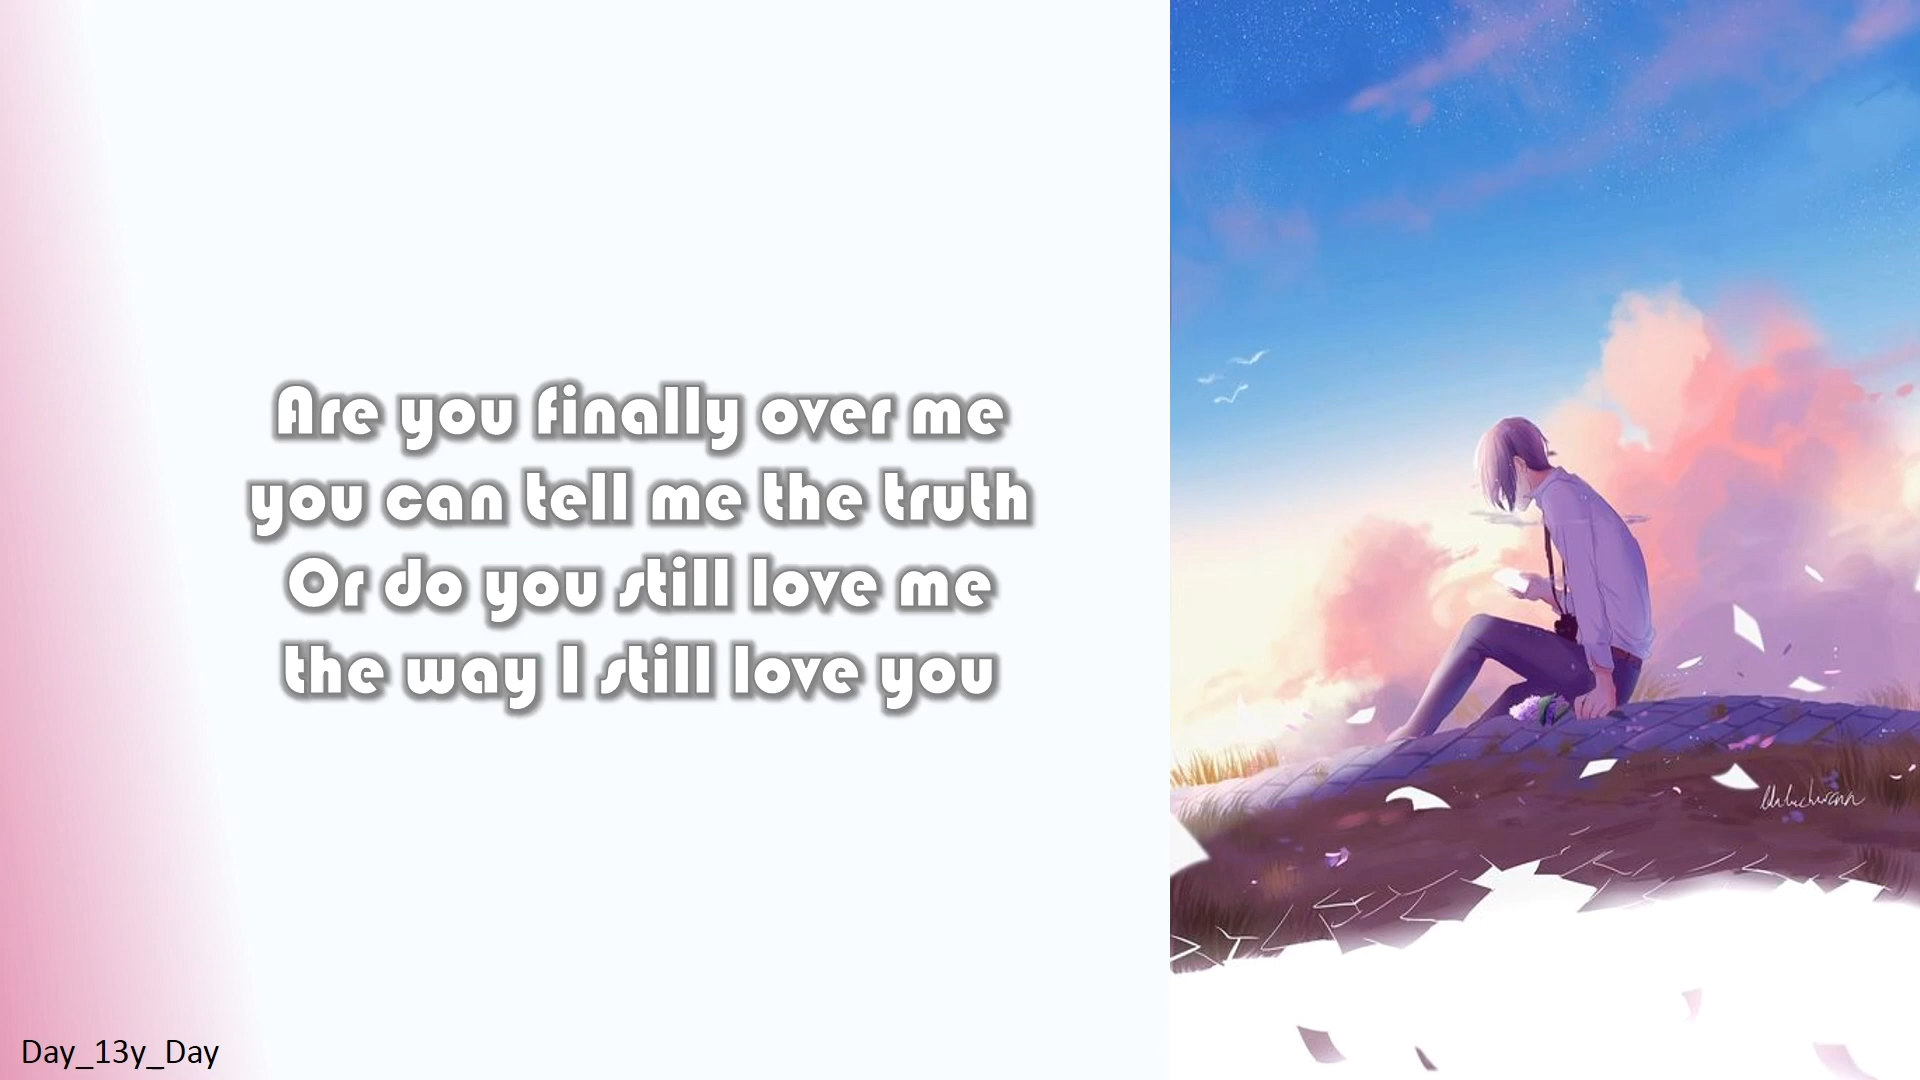 Are you finally over me
you can tell me the truth
Or do you still love me
the way I still love you
Day_13y_Day